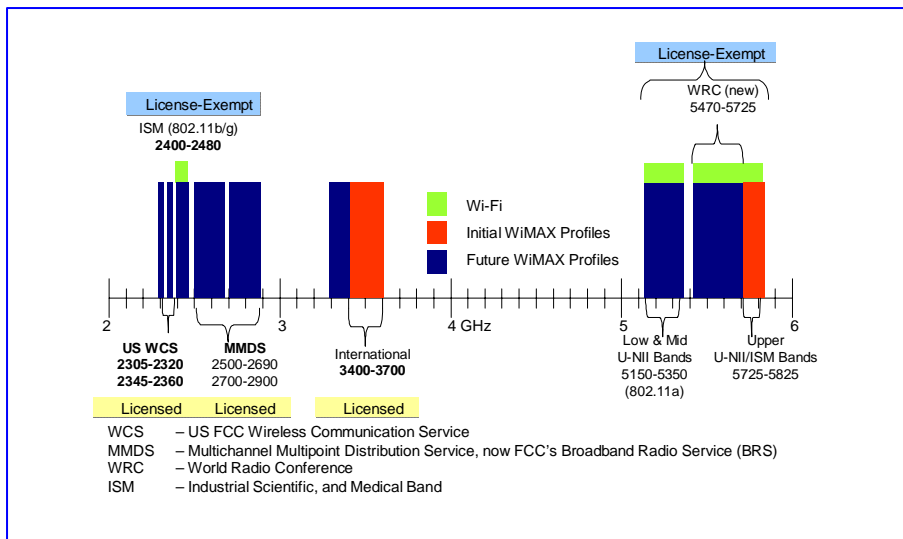 License-Exempt
WRC (new)
5470-5725
License-Exempt
ISM (802.11b/g)
2400-2480
Wi-Fi
Initial WiMAX Profiles
Future WiMAX Profiles
2
3
4 GHz
5
6
US WCS
2305-2320
2345-2360
MMDS
2500-2690
2700-2900
International
3400-3700
Low & Mid
U-NII Bands
5150-5350
(802.11a)
Upper
U-NII/ISM Bands
5725-5825
Licensed
Licensed
Licensed
WCS – US FCC Wireless Communication Service
MMDS – Multichannel Multipoint Distribution Service, now FCC's Broadband Radio Service (BRS)
WRC – World Radio Conference
ISM – Industrial Scientific, and Medical Band